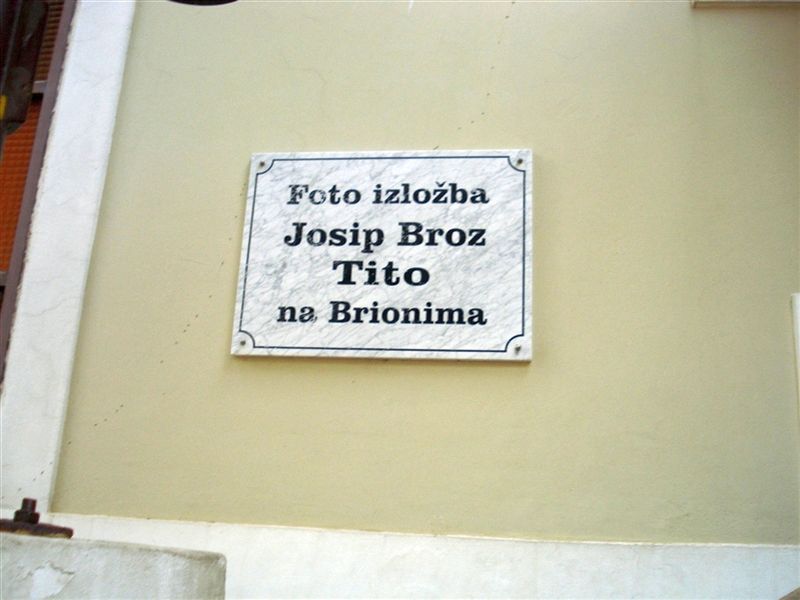 Foto izložba
Josip Broz
Tito
na Brionima